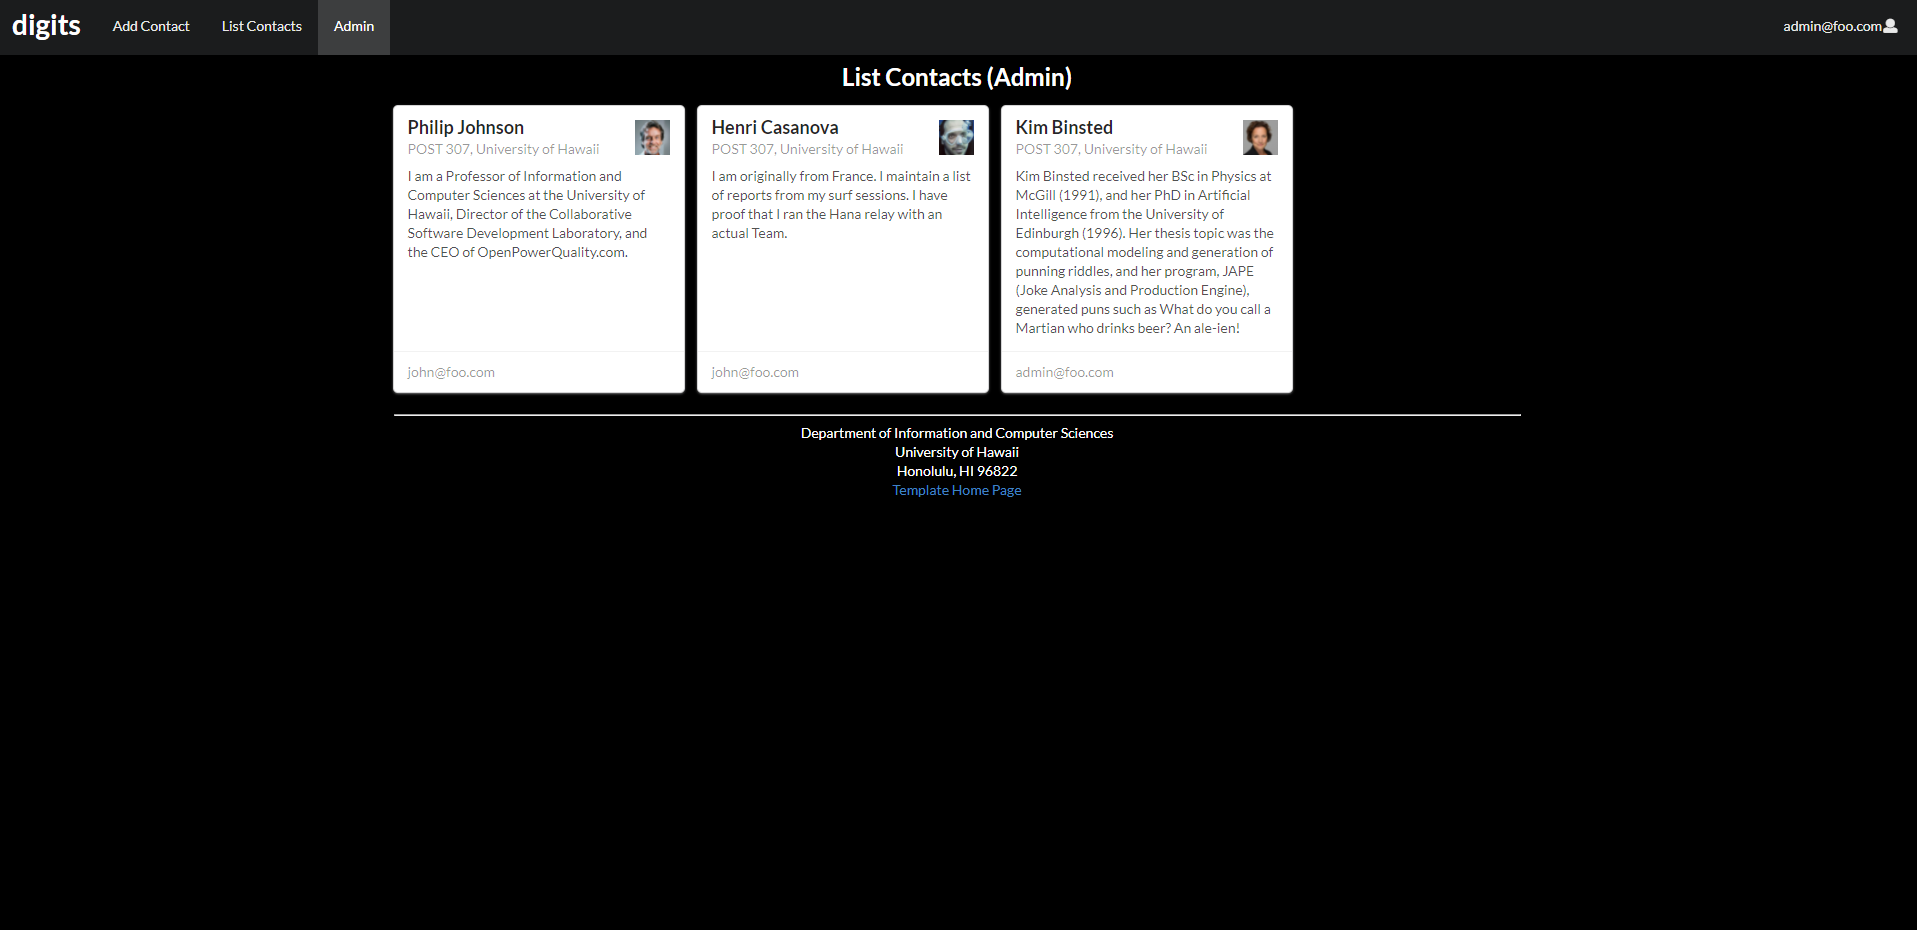 digits
Add Contact
List Contacts
Admin
admin@foo.com
List Contacts (Admin)
Philip Johnson
POST 307, University of Hawaii
I am a Professor of Information and
Computer Sciences at the University of
Hawaii, Director of the Collaborative
Software Development Laboratory, and
the CEO of OpenPowerQuality.com.
john@foo.com
Henri Casanova
POST 307, University of Hawaii
I am originally from France. I maintain a list
of reports from my surf sessions. I have
proof that I ran the Hana relay with an
actual Team.
john@foo.com
Kim Binsted
POST 307, University of Hawaii
Kim Binsted received her BSc in Physics at
McGill (1991), and her PhD in Artificial
Intelligence from the University of
Edinburgh (1996). Her thesis topic was the
computational modeling and generation of
punning riddles, and her program, JAPE
(Joke Analysis and Production Engine),
generated puns such as What do you call a
Martian who drinks beer? An ale-ien!
admin@foo.com
Department of Information and Computer Sciences
University of Hawaii
Honolulu, HI 96822
Template Home Page